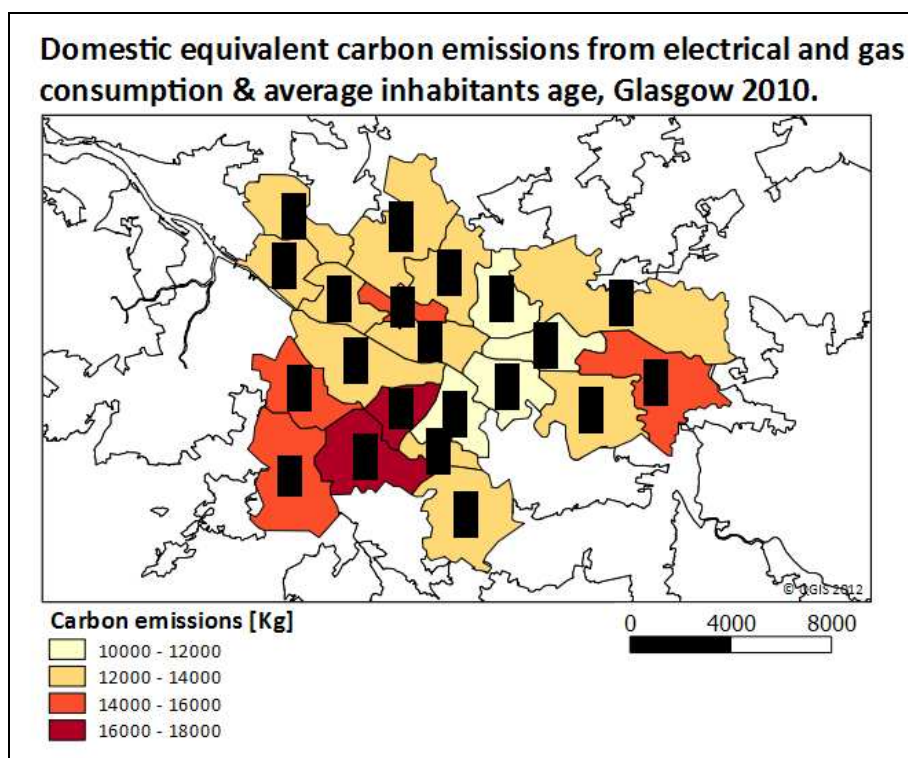 Domestic equivalent carbon emissions from electrical and gas
consumption & average inhabitants age, Glasgow 2010.
© QGIS 2012
Carbon emissions [Kg]
0 4000 8000
10000 - 12000
12000 - 14000
14000 - 16000
16000 - 18000